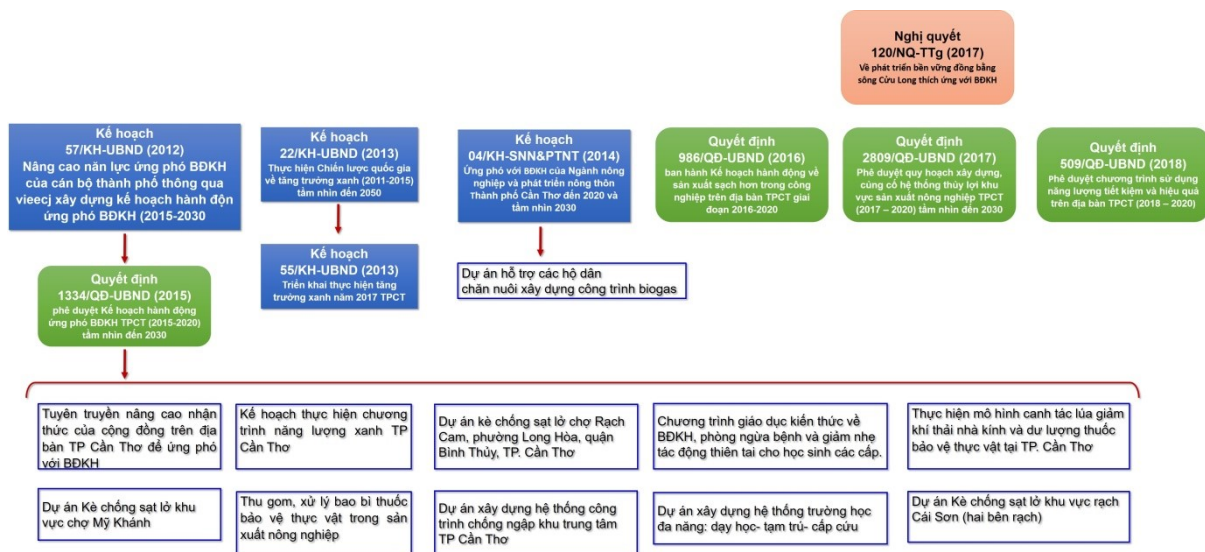 Nghị quyết
120/NQ-TTg (2017)
Về phát triển bền vững đồng bằng
sông Cửu Long thích ứng với BĐKH
Kế hoạch
57/KH-UBND (2012)
Nâng cao năng lực ứng phó BĐKH
của cán bộ thành phố thông qua
vieecj xây dựng kế hoạch hành độn
ứng phó BĐKH (2015-2030
Kế hoạch
22/KH-UBND (2013)
Thực hiện Chiến lược quốc gia
về tăng trưởng xanh (2011-2015)
tầm nhìn đến 2050
Kế hoạch
04/KH-SNN&PTNT (2014)
Ứng phó với BĐKH của Ngành nông
nghiệp và phát triển nông thôn
Thành phố Cần Thơ đến 2020 và
tầm nhìn 2030
Quyết định
986/QĐ-UBND (2016)
ban hành Kế hoạch hành động về
sản xuất sạch hơn trong công
nghiệp trên địa bàn TPCT giai
đoạn 2016-2020
Quyết định
2809/QĐ-UBND (2017)
Phê duyệt quy hoạch xây dựng,
củng cố hệ thống thủy lợi khu
vực sản xuất nông nghiệp TPCT
(2017 – 2020) tầm nhìn đến 2030
Quyết định
509/QĐ-UBND (2018)
Phê duyệt chương trình sử dụng
năng lượng tiết kiệm và hiệu quả
trên địa bàn TPCT (2018 – 2020)
Quyết định
1334/QĐ-UBND (2015)
phê duyệt Kế hoạch hành động
ứng phó BĐKH TPCT (2015-2020)
tầm nhìn đến 2030
Kế hoạch
55/KH-UBND (2013)
Triển khai thực hiện tăng
trưởng xanh năm 2017 TPCT
Dự án hỗ trợ các hộ dân
chăn nuôi xây dựng công trình biogas
Tuyên truyền nâng cao nhận
thức của cộng đồng trên địa
bàn TP Cần Thơ để ứng phó
với BĐKH
Kế hoạch thực hiện chương
trình năng lượng xanh TP
Cần Thơ
Dự án kè chống sạt lở chợ Rạch
Cam, phường Long Hòa, quận
Bình Thủy, TP. Cần Thơ
Chương trình giáo dục kiến thức về
BĐKH, phòng ngừa bệnh và giảm nhẹ
tác động thiên tai cho học sinh các cấp.
Thực hiện mô hình canh tác lúa giảm
khí thải nhà kính và dư lượng thuốc
bảo vệ thực vật tại TP. Cần Thơ
Dự án Kè chống sạt lở khu
vực chợ Mỹ Khánh
Thu gom, xử lý bao bì thuốc
bảo vệ thực vật trong sản
xuất nông nghiệp
Dự án xây dựng hệ thống công
trình chống ngập khu trung tâm
TP Cần Thơ
Dự án xây dựng hệ thống trường học
đa năng: dạy học- tạm trú- cấp cứu
Dự án Kè chống sạt lở khu vực rạch
Cái Sơn (hai bên rạch)